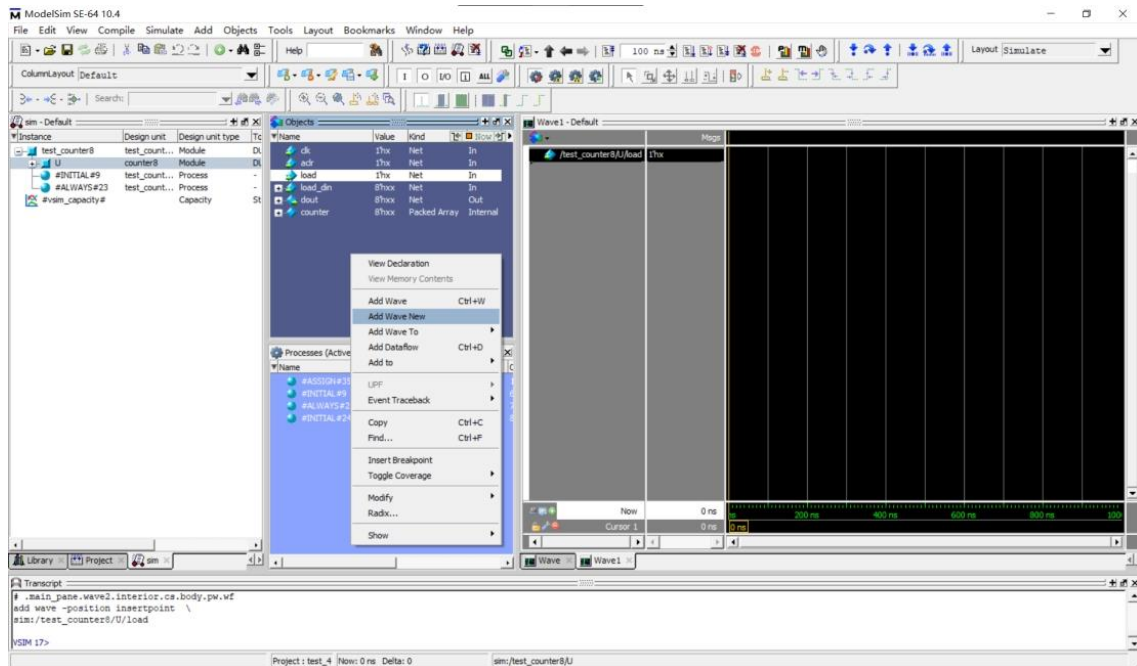 ModelSim SE-64 10.4
File Edit View Compile Simulate Add Objects Tools Layout Bookmarks Window Help
Help
100 ns
Layout Simulate
ColumnLayout Default
Search:
sim - Default
Instance Design unit Design unit type
test_counter8 test_count... Module DU
U counter8 Module DU
#INITIAL#9 test_count... Process -
#ALWAYS#23 test_count... Process -
#vsim_capacity# Capacity St
Objects
Name Value Kind Now
clk 1'hx Net In
adr 1'hx Net In
load 1'hx Net In
load_din 8'hxx Net In
dout 8'hxx Net Out
counter 8'hxx Packed Array Internal
View Declaration
View Memory Contents
Add Wave Ctrl+W
Add Wave New
Add Wave To
Add Dataflow Ctrl+D
Add to
UPF
Event Traceback
Copy Ctrl+C
Find... Ctrl+F
Insert Breakpoint
Toggle Coverage
Modify
Radix...
Show
Processes (Active
Name
#ASSIGN#35
#INITIAL#9
#ALWAYS#2
#INITIAL#24
Wave1 - Default
Msgs
/test_counter8/U/load 1'hx
Now 0 ns
Cursor 1 0 ns
ns 200 ns 400 ns 600 ns 800 ns 100
0 ns
Library Project sim
Wave Wave1
Transcript
# .main_pane.wave2.interior.cs.body.pw.wf
add wave -position insertpoint \
sim:/test_counter8/U/load
VSIM 17>
Project : test_4 Now: 0 ns Delta: 0 sim:/test_counter8/U